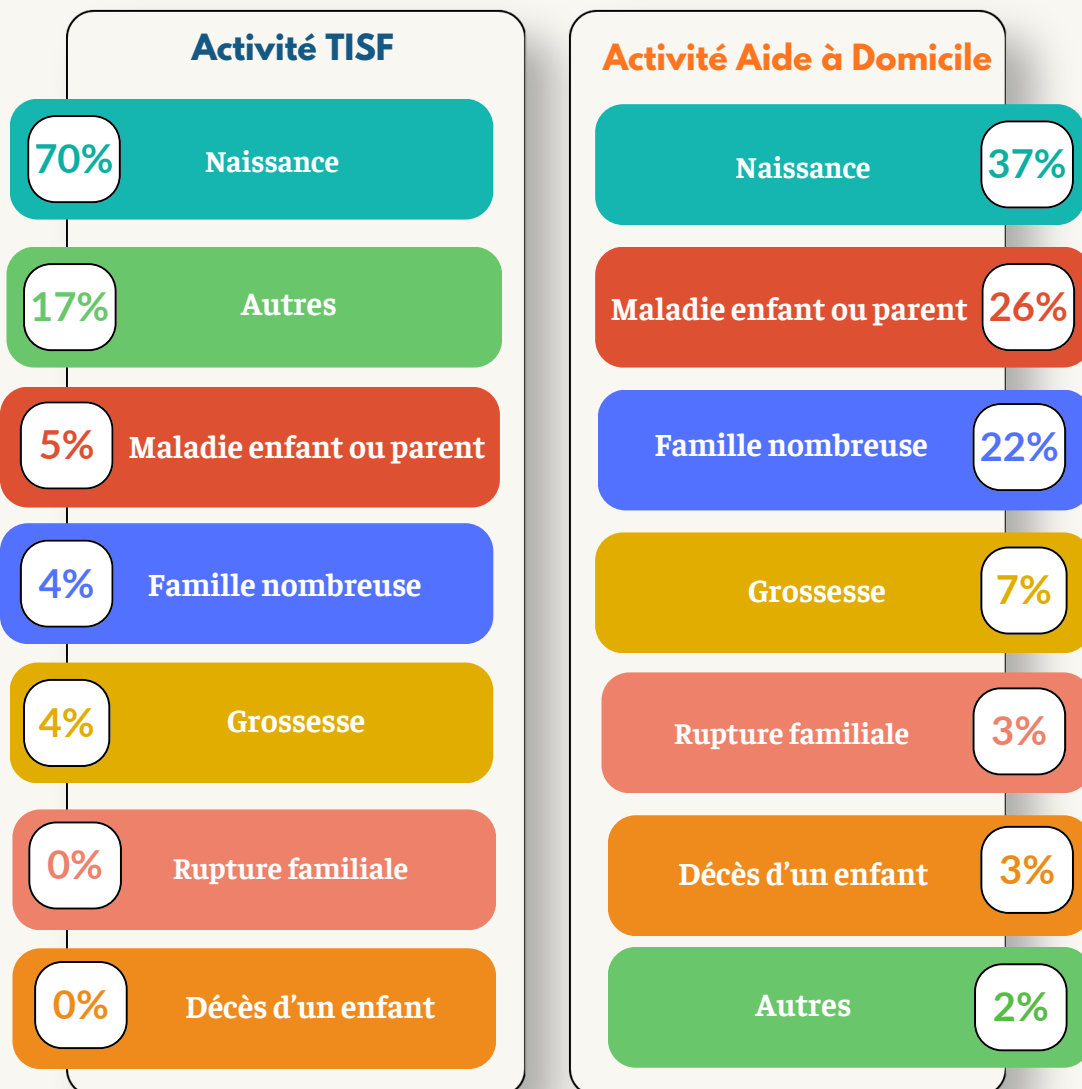 Activité TISF
70%
Naissance
17%
Autres
5%
Maladie enfant ou parent
4%
Famille nombreuse
4%
Grossesse
0%
Rupture familiale
0%
Décès d’un enfant
Activité Aide à Domicile
Naissance
37%
Maladie enfant ou parent
26%
Famille nombreuse
22%
Grossesse
7%
Rupture familiale
3%
Décès d’un enfant
3%
Autres
2%